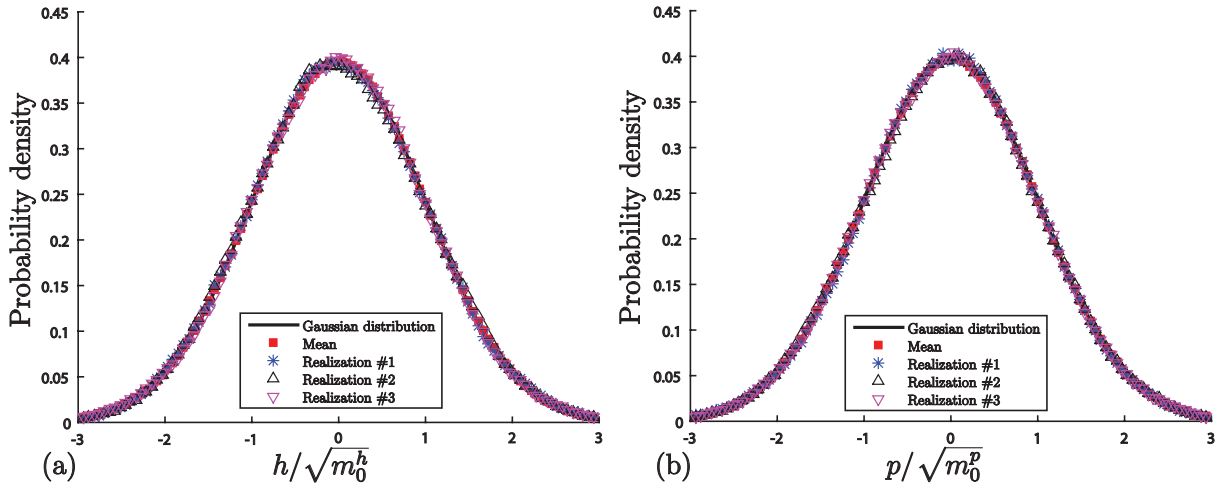 0.45
0.4
0.35
0.3
0.25
0.2
0.15
0.1
0.05
0
Probability density
Gaussian distribution
Mean
Realization #1
Realization #2
Realization #3
-3 -2 -1 0 1 2 3
(a) h/√m₀ʰ
0.45
0.4
0.35
0.3
0.25
0.2
0.15
0.1
0.05
0
Probability density
Gaussian distribution
Mean
Realization #1
Realization #2
Realization #3
-3 -2 -1 0 1 2 3
(b) p/√m₀ᵖ